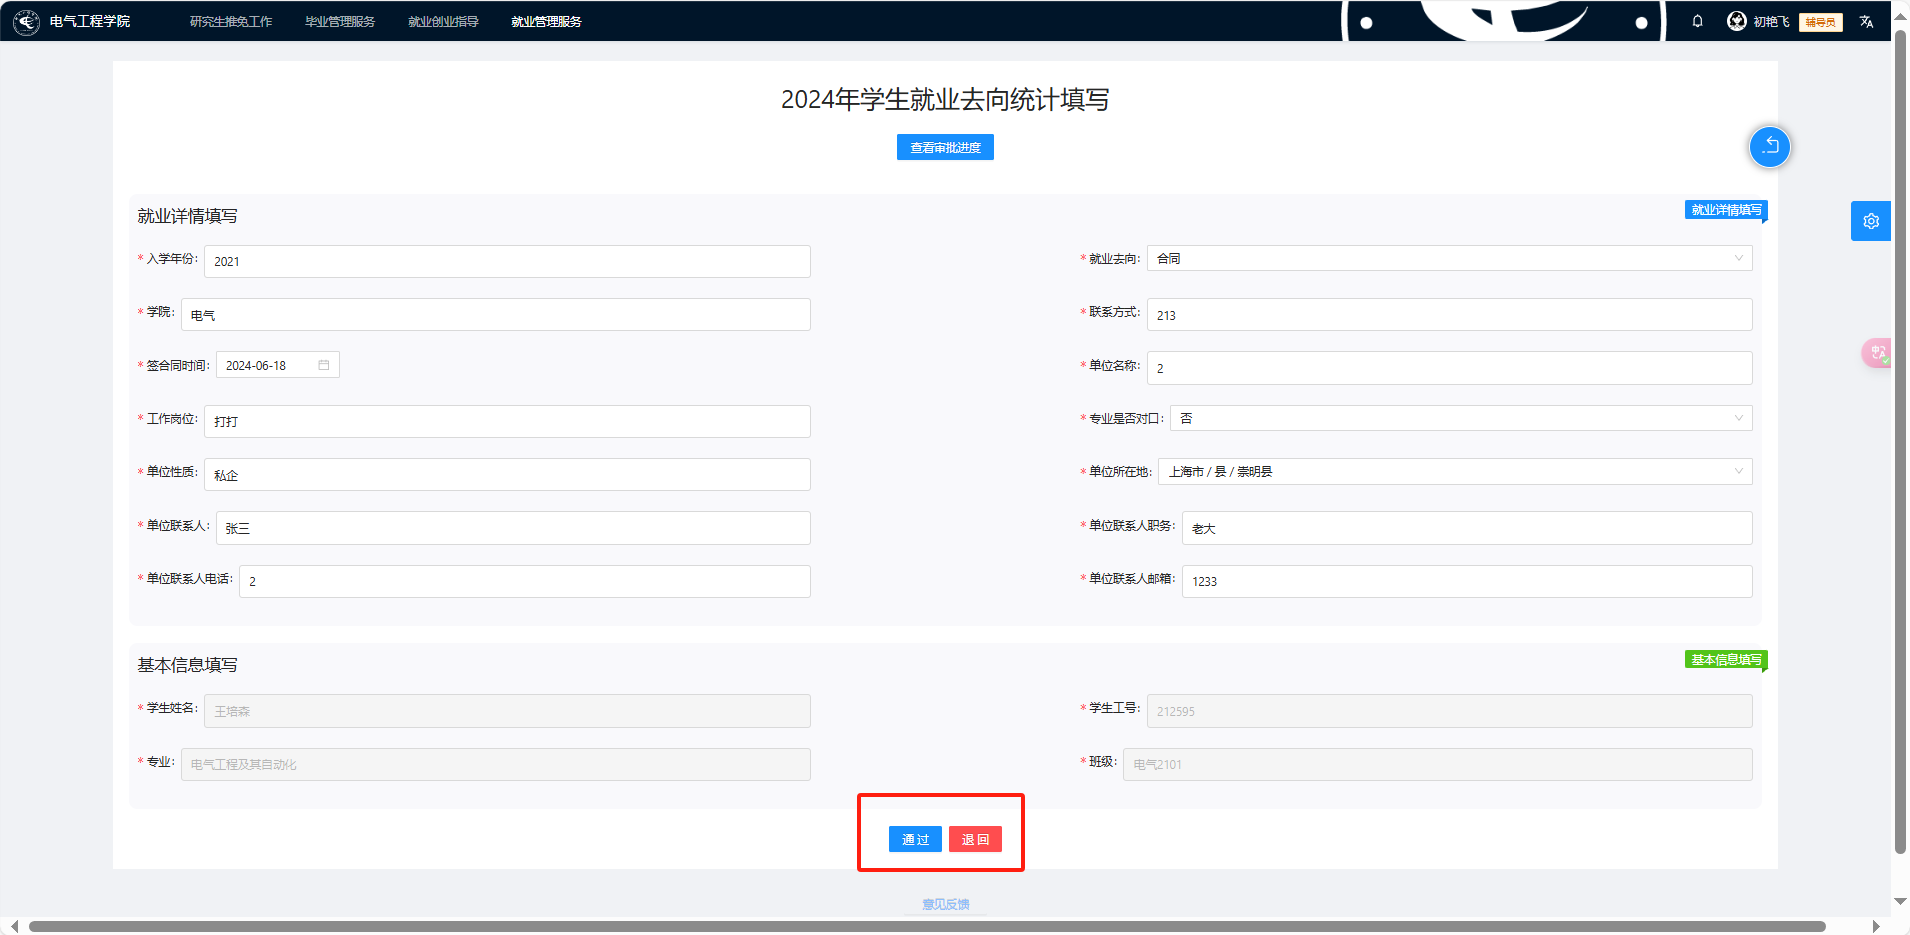 电气工程学院 研究生推免工作 毕业管理服务 就业创业指导 就业管理服务 初艳飞 辅导员
2024年学生就业去向统计填写
查看审批进度
就业详情填写 就业详情填写
* 入学年份: 2021 * 就业去向: 合同
* 学院: 电气 * 联系方式: 213
* 签合同时间: 2024-06-18 * 单位名称: 2
* 工作岗位: 打打 * 专业是否对口: 否
* 单位性质: 私企 * 单位所在地: 上海市 / 县 / 崇明县
* 单位联系人: 张三 * 单位联系人职务: 老大
* 单位联系人电话: 2 * 单位联系人邮箱: 1233
基本信息填写 基本信息填写
* 学生姓名: 王培森 * 学生工号: 212595
* 专业: 电气工程及其自动化 * 班级: 电气2101
通过 退回
意见反馈